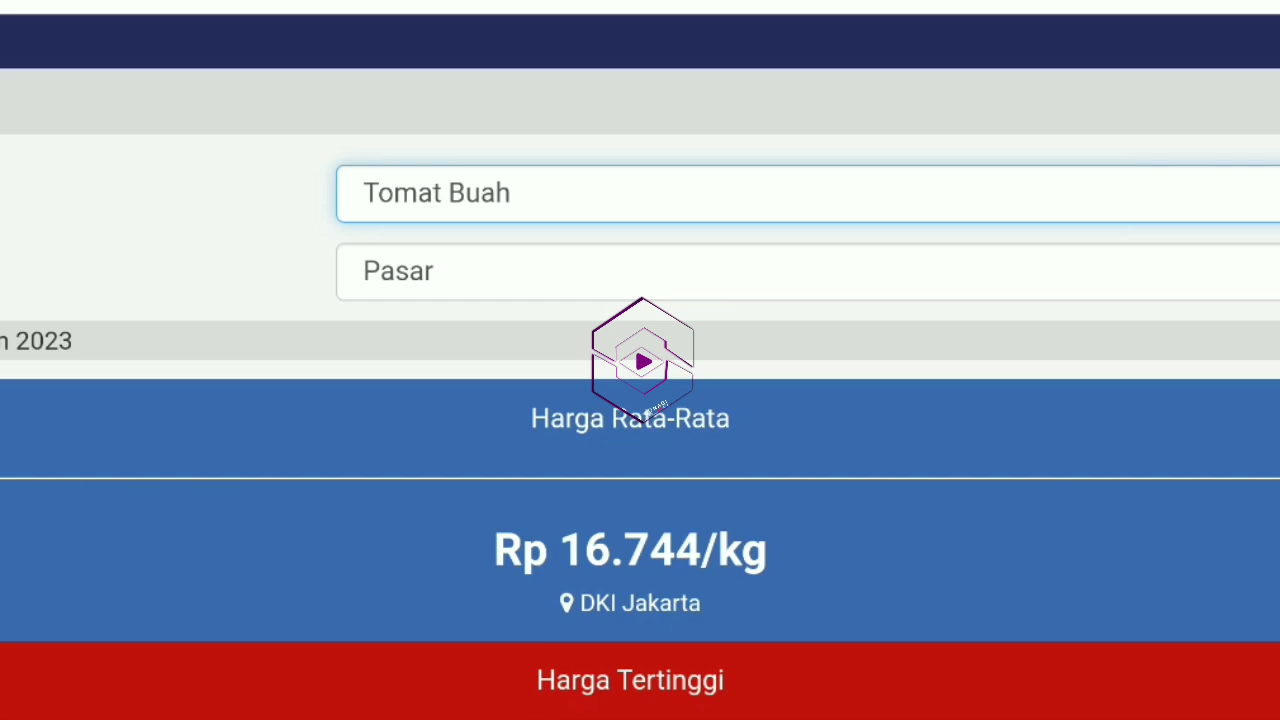 Tomat Buah
Pasar
n 2023
Harga Rata-Rata
Rp 16.744/kg
DKI Jakarta
Harga Tertinggi